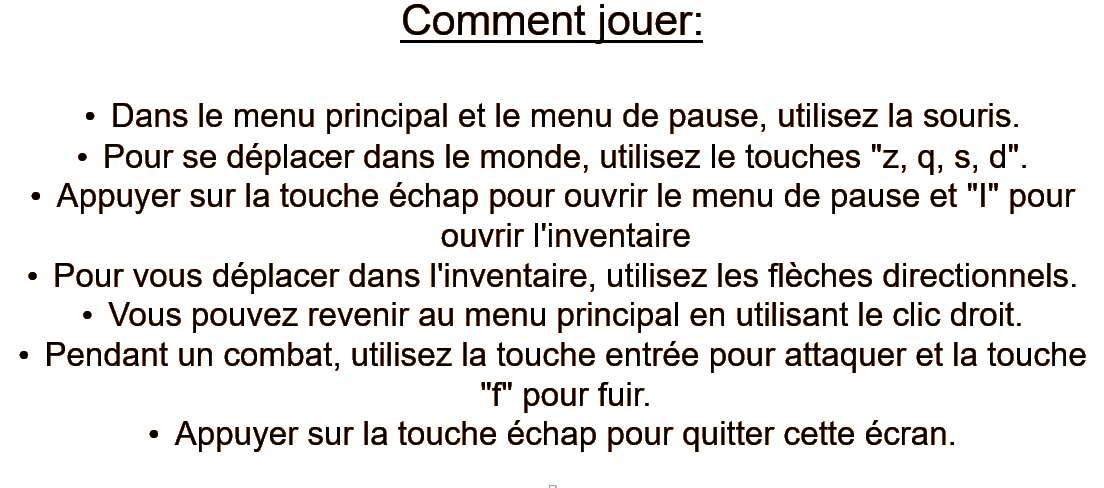 Comment jouer:
• Dans le menu principal et le menu de pause, utilisez la souris.
• Pour se déplacer dans le monde, utilisez le touches "z, q, s, d".
• Appuyer sur la touche échap pour ouvrir le menu de pause et "I" pour
ouvrir l'inventaire
• Pour vous déplacer dans l'inventaire, utilisez les flèches directionnels.
• Vous pouvez revenir au menu principal en utilisant le clic droit.
• Pendant un combat, utilisez la touche entrée pour attaquer et la touche
"f" pour fuir.
• Appuyer sur la touche échap pour quitter cette écran.